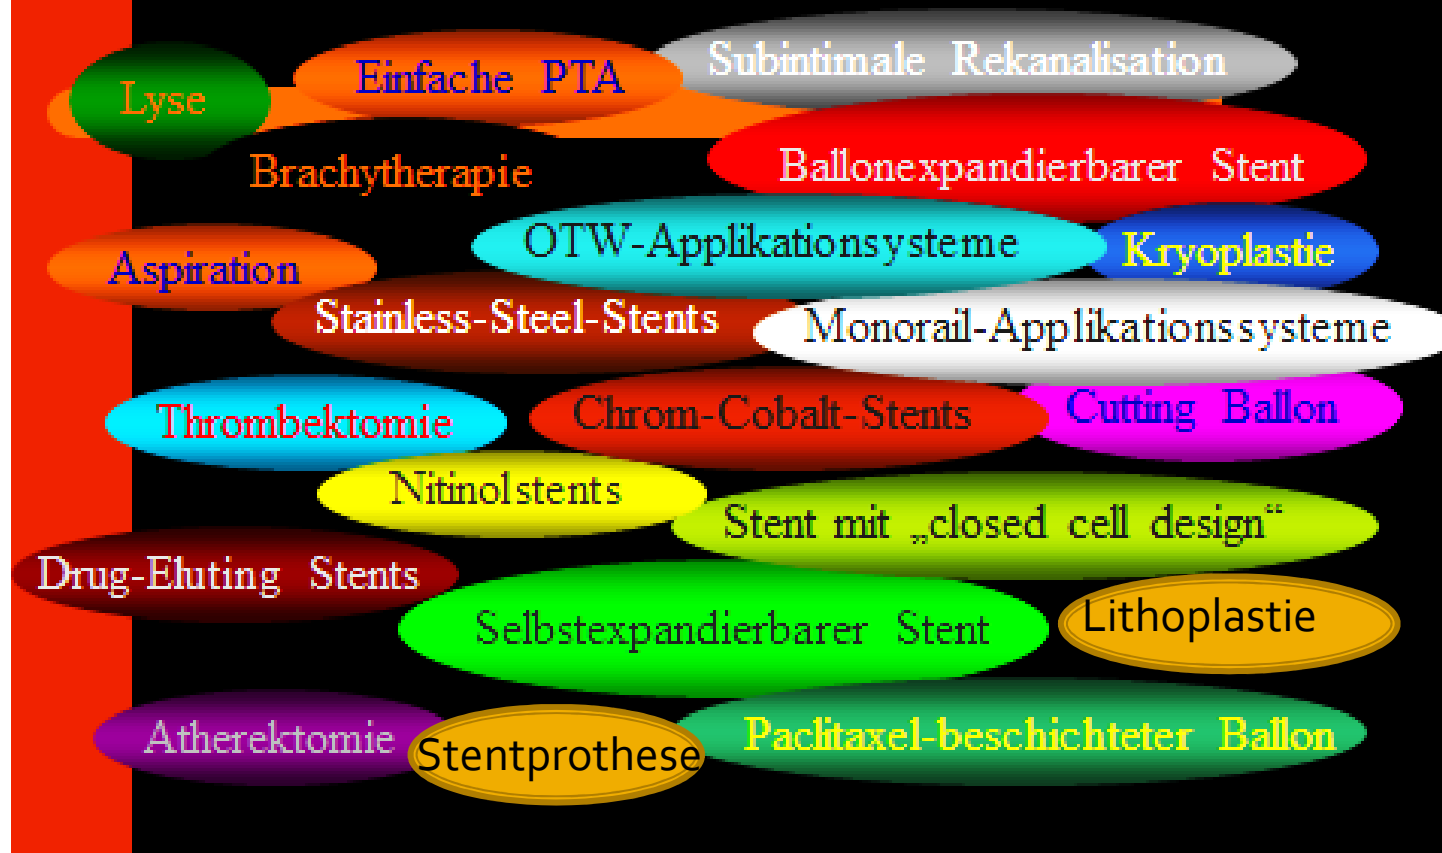 Lyse
Einfache PTA
Subintimale Rekanalisation
Brachytherapie
Ballonexpandierbarer Stent
Aspiration
OTW-Applikationsysteme
Kryoplastie
Stainless-Steel-Stents
Monorail-Applikationssysteme
Thrombektomie
Chrom-Cobalt-Stents
Cutting Ballon
Nitinolstents
Stent mit „closed cell design“
Drug-Eluting Stents
Selbstexpandierbarer Stent
Lithoplastie
Atherektomie
Stentprothese
Paclitaxel-beschichteter Ballon